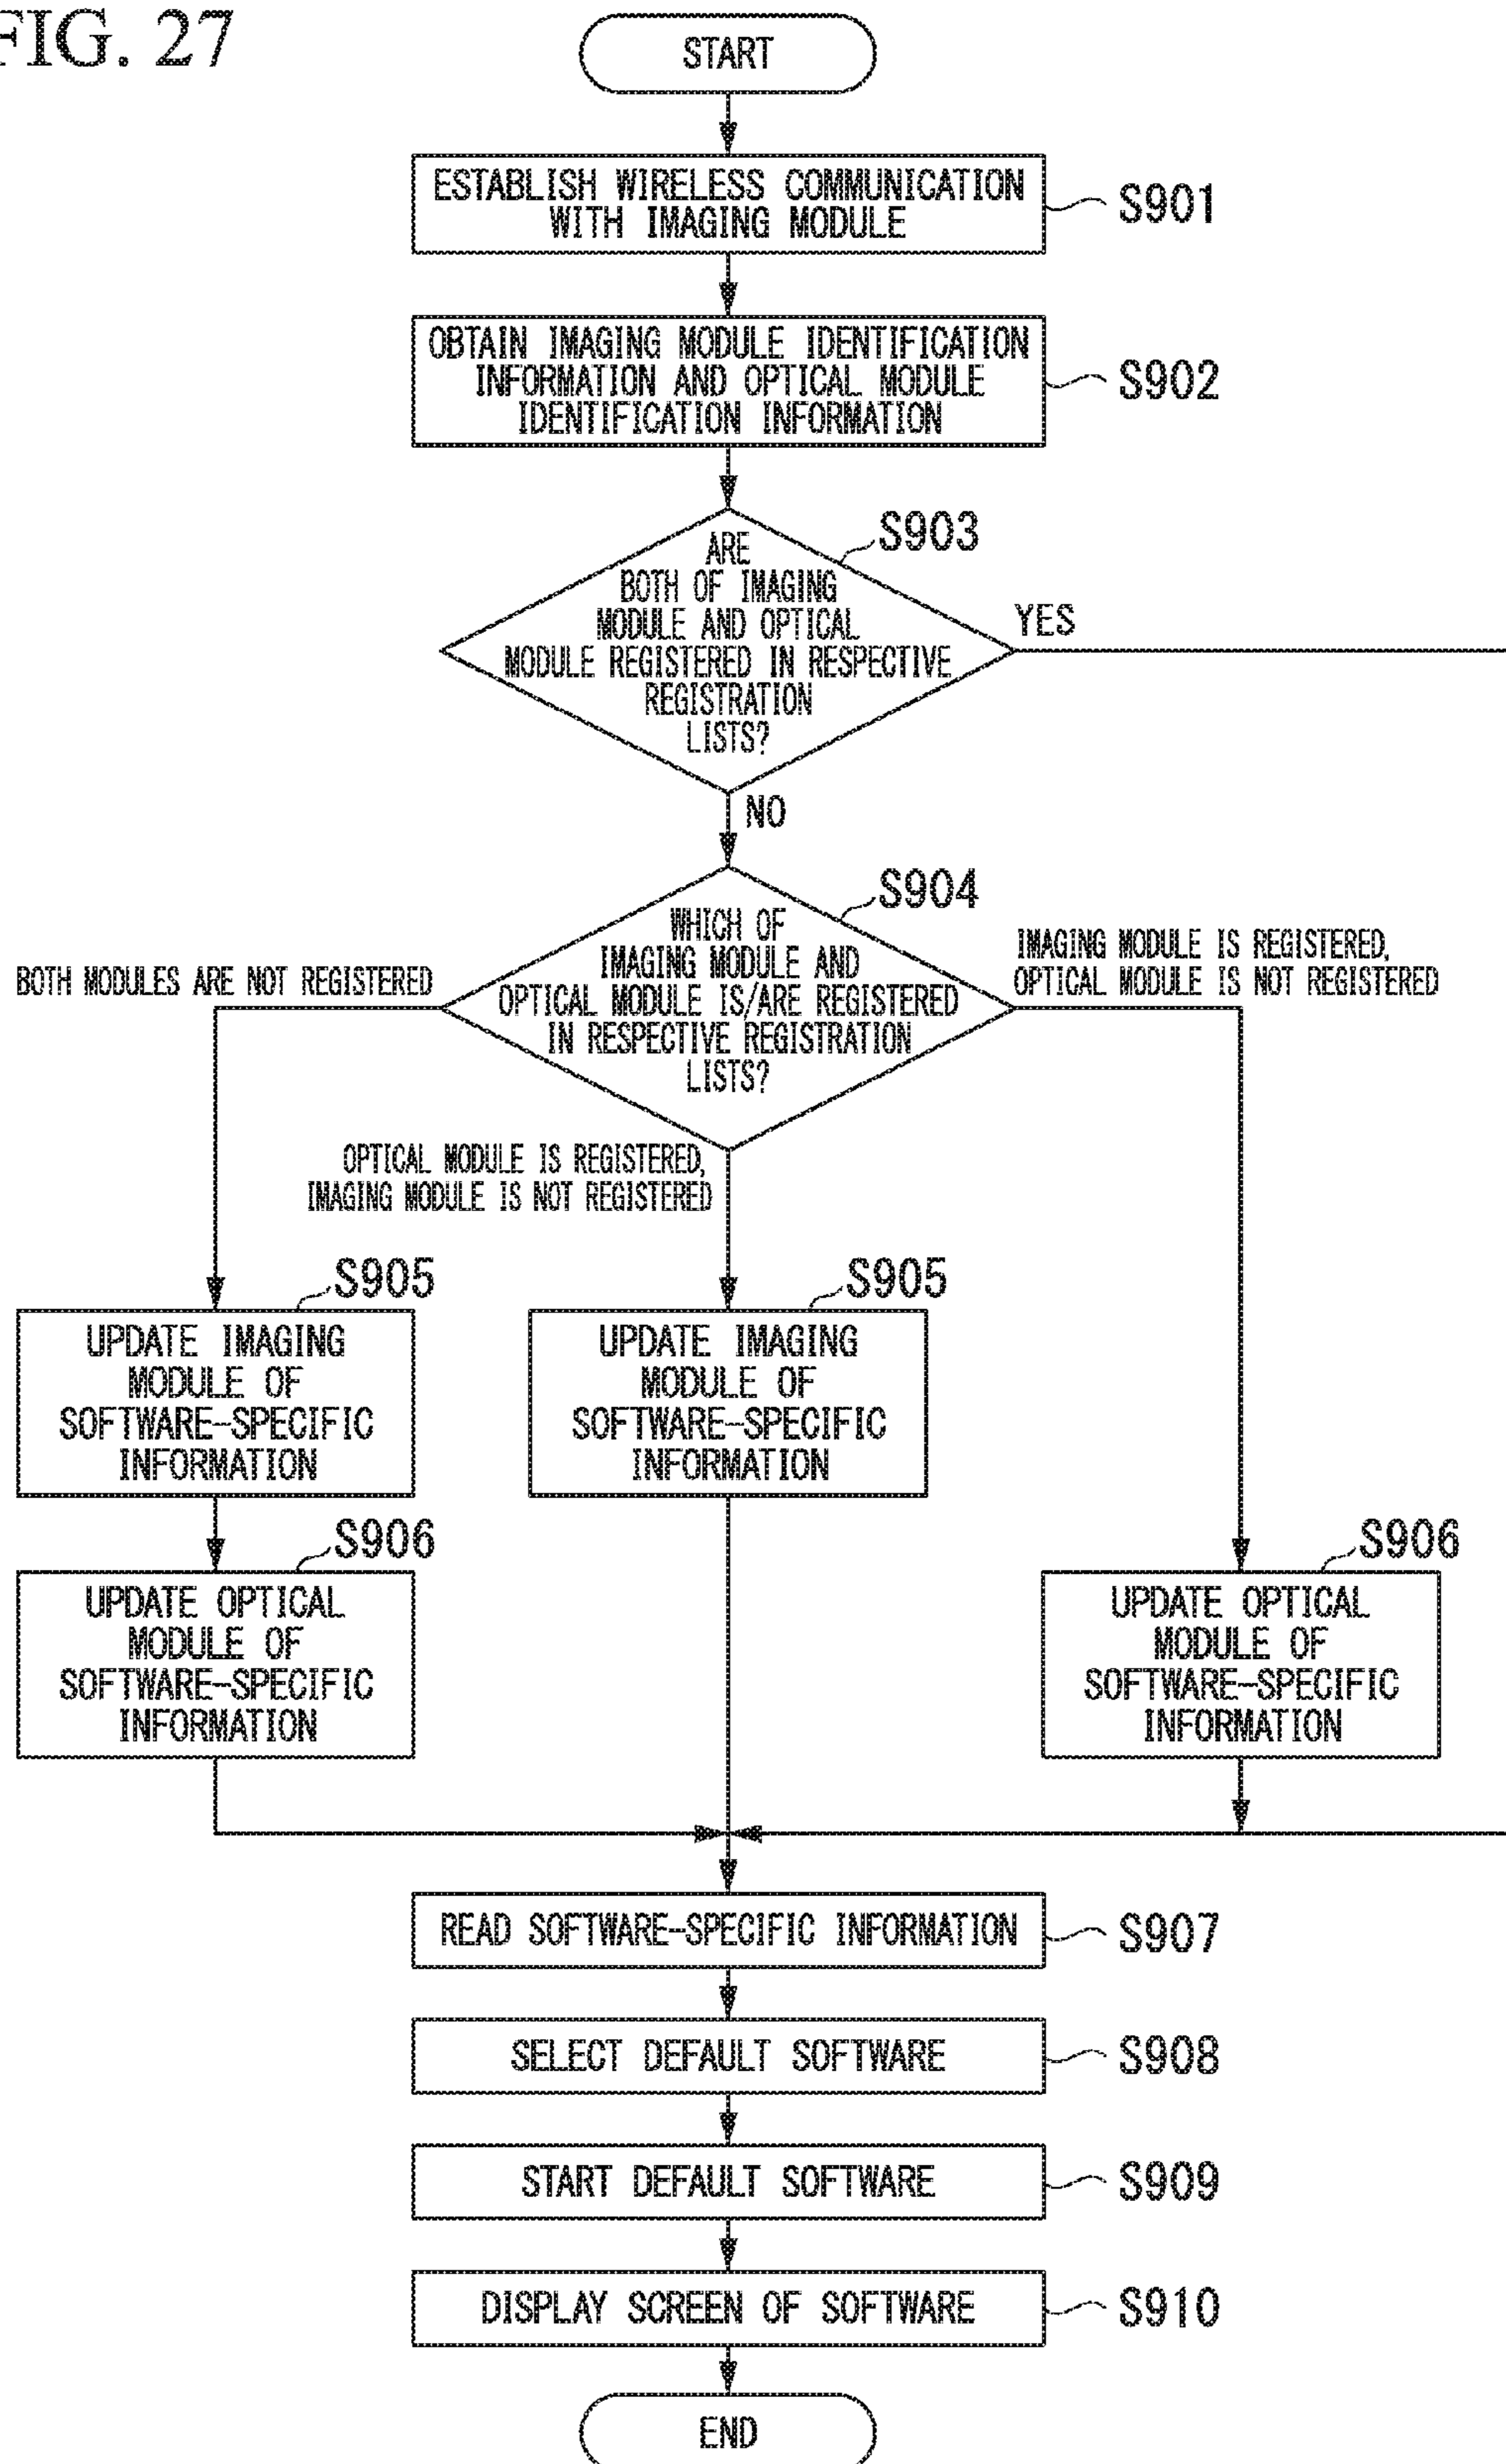 FIG. 27
START
ESTABLISH WIRELESS COMMUNICATION
WITH IMAGING MODULE
S901
OBTAIN IMAGING MODULE IDENTIFICATION
INFORMATION AND OPTICAL MODULE
IDENTIFICATION INFORMATION
S902
S903
ARE
BOTH OF IMAGING
MODULE AND OPTICAL
MODULE REGISTERED IN RESPECTIVE
REGISTRATION
LISTS?
YES
NO
S904
WHICH OF
IMAGING MODULE AND
OPTICAL MODULE IS/ARE REGISTERED
IN RESPECTIVE REGISTRATION
LISTS?
BOTH MODULES ARE NOT REGISTERED
IMAGING MODULE IS REGISTERED,
OPTICAL MODULE IS NOT REGISTERED
OPTICAL MODULE IS REGISTERED,
IMAGING MODULE IS NOT REGISTERED
S905
UPDATE IMAGING
MODULE OF
SOFTWARE-SPECIFIC
INFORMATION
S905
UPDATE IMAGING
MODULE OF
SOFTWARE-SPECIFIC
INFORMATION
S906
UPDATE OPTICAL
MODULE OF
SOFTWARE-SPECIFIC
INFORMATION
S906
UPDATE OPTICAL
MODULE OF
SOFTWARE-SPECIFIC
INFORMATION
READ SOFTWARE-SPECIFIC INFORMATION
S907
SELECT DEFAULT SOFTWARE
S908
START DEFAULT SOFTWARE
S909
DISPLAY SCREEN OF SOFTWARE
S910
END